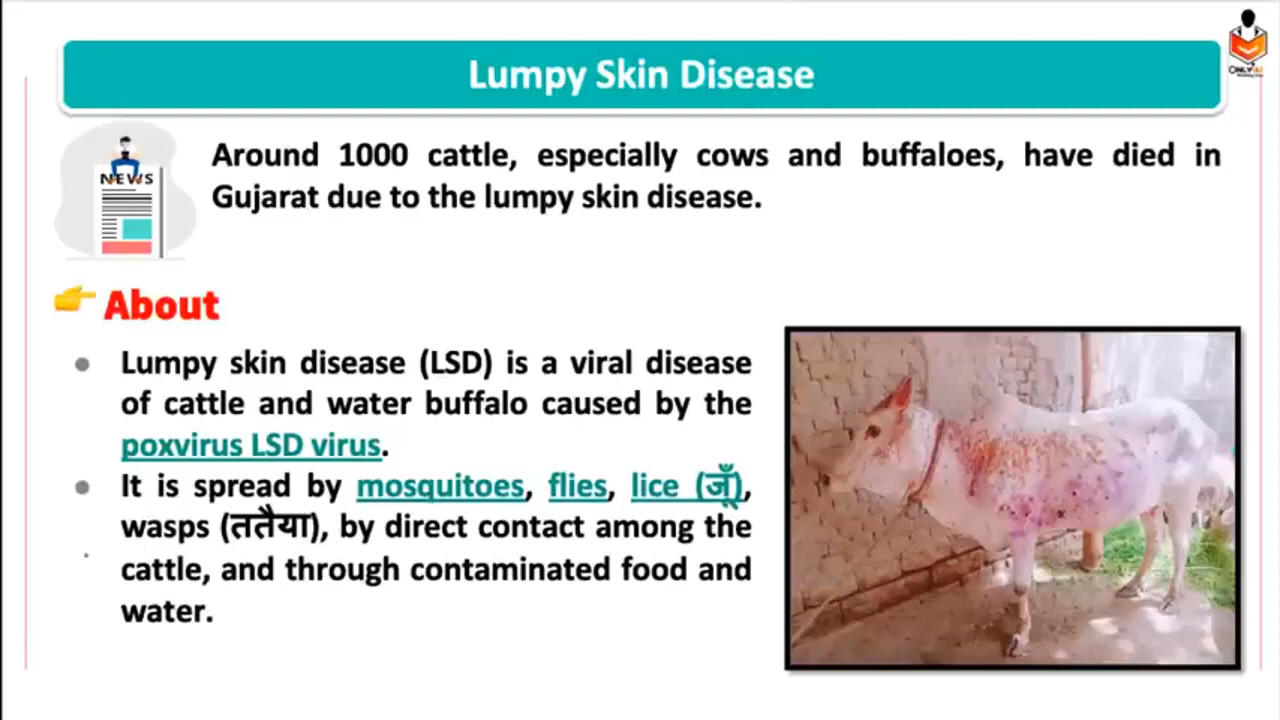 Lumpy Skin Disease
NEWS
Around 1000 cattle, especially cows and buffaloes, have died in
Gujarat due to the lumpy skin disease.
About
Lumpy skin disease (LSD) is a viral disease
of cattle and water buffalo caused by the
poxvirus LSD virus.
It is spread by mosquitoes, flies, lice (जूँ),
wasps (ततैया), by direct contact among the
cattle, and through contaminated food and
water.